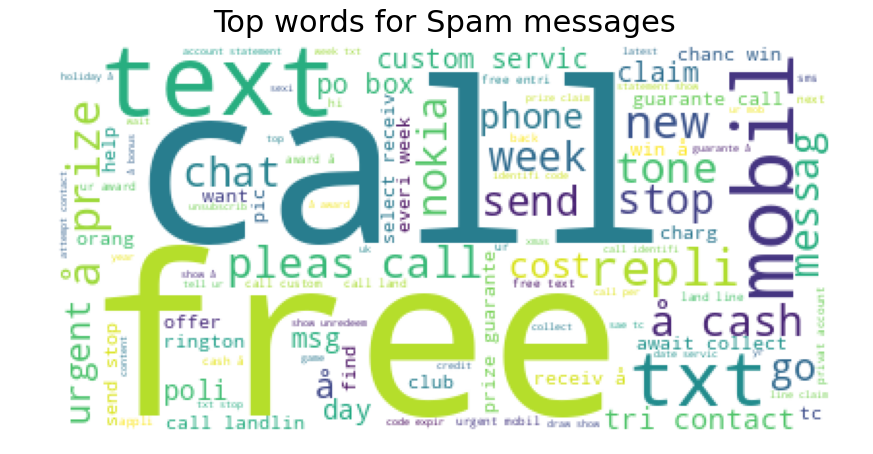 Top words for Spam messages
account statement
week txt
custom servic
latest
chanc win
holiday å
sexi
text
po box
free entri
claim
sms
hi
prize claim
statement show
guarante call
next
mobil
prize
help
wait
å bonus
call
select receiv
everi week
nokia
phone
new
ur mob
messag
top
back
week
win å
guarante å
chat
award å
identifi code
tone
ur award
want
pic
send
stop
unsubscrib
å award
attempt contact
orang
charg
year
uk
ur
xmas
call identifi
å
pleas call
cost
repli
show å
tell ur
call custom
call land
free text
call per
land line
urgent
free
prize guarante
å cash
privat account
offer
show unredeem
collect
sae tc
send stop
content
rington
msg
find
await collect
game
date servic
yr
cash å
credit
txt
go
poli
å
club
receiv å
line claim
txt stop
day
appli
call landlin
code expir
urgent mobil
draw show
tri contact
tc